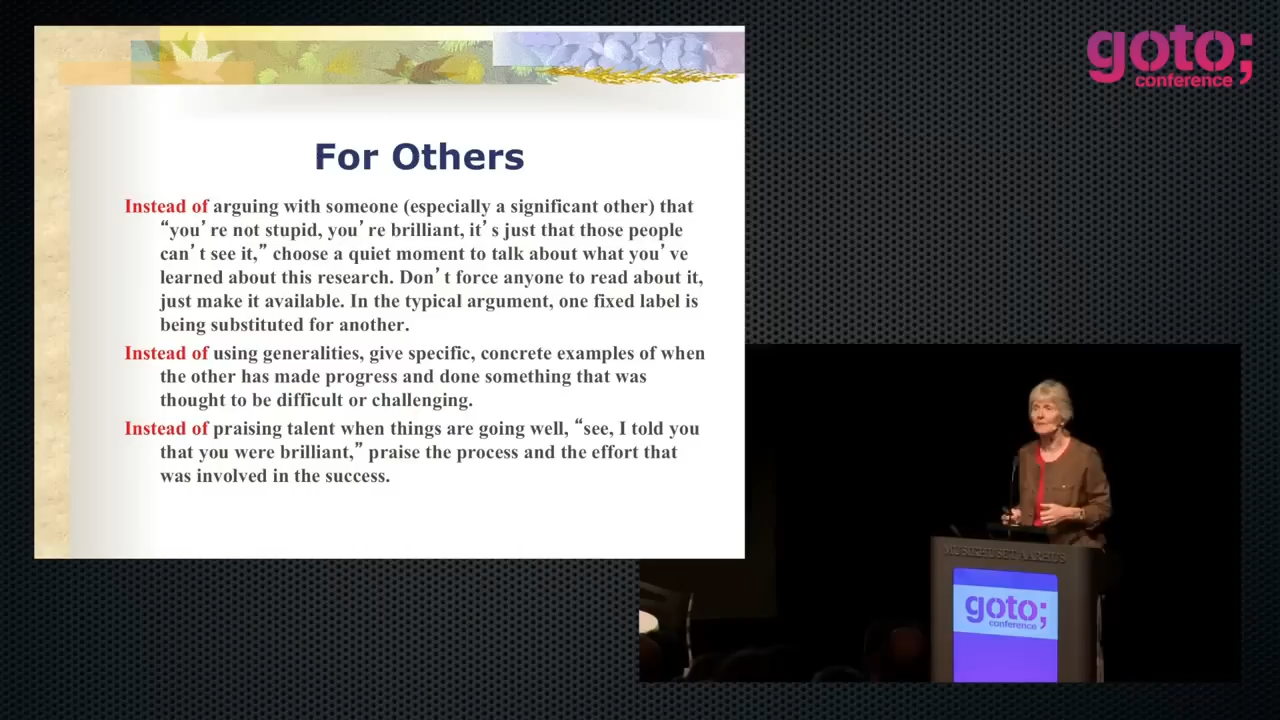 goto;
conference
For Others
Instead of arguing with someone (especially a significant other) that
“you’re not stupid, you’re brilliant, it’s just that those people
can’t see it,” choose a quiet moment to talk about what you’ve
learned about this research. Don’t force anyone to read about it,
just make it available. In the typical argument, one fixed label is
being substituted for another.
Instead of using generalities, give specific, concrete examples of when
the other has made progress and done something that was
thought to be difficult or challenging.
Instead of praising talent when things are going well, “see, I told you
that you were brilliant,” praise the process and the effort that
was involved in the success.
MUSIKHUSET AARHUS
goto;
conference